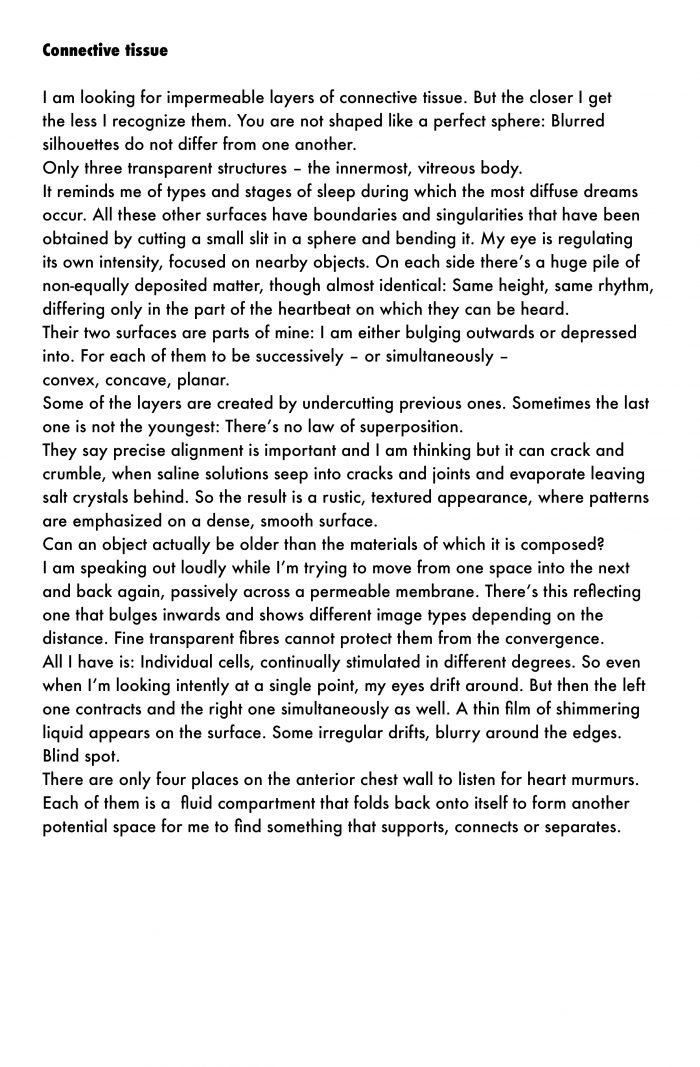 Connective tissue
I am looking for impermeable layers of connective tissue. But the closer I get
the less I recognize them. You are not shaped like a perfect sphere: Blurred
silhouettes do not differ from one another.
Only three transparent structures – the innermost, vitreous body.
It reminds me of types and stages of sleep during which the most diffuse dreams
occur. All these other surfaces have boundaries and singularities that have been
obtained by cutting a small slit in a sphere and bending it. My eye is regulating
its own intensity, focused on nearby objects. On each side there's a huge pile of
non-equally deposited matter, though almost identical: Same height, same rhythm,
differing only in the part of the heartbeat on which they can be heard.
Their two surfaces are parts of mine: I am either bulging outwards or depressed
into. For each of them to be successively – or simultaneously –
convex, concave, planar.
Some of the layers are created by undercutting previous ones. Sometimes the last
one is not the youngest: There's no law of superposition.
They say precise alignment is important and I am thinking but it can crack and
crumble, when saline solutions seep into cracks and joints and evaporate leaving
salt crystals behind. So the result is a rustic, textured appearance, where patterns
are emphasized on a dense, smooth surface.
Can an object actually be older than the materials of which it is composed?
I am speaking out loudly while I'm trying to move from one space into the next
and back again, passively across a permeable membrane. There's this reflecting
one that bulges inwards and shows different image types depending on the
distance. Fine transparent fibres cannot protect them from the convergence.
All I have is: Individual cells, continually stimulated in different degrees. So even
when I'm looking intently at a single point, my eyes drift around. But then the left
one contracts and the right one simultaneously as well. A thin film of shimmering
liquid appears on the surface. Some irregular drifts, blurry around the edges.
Blind spot.
There are only four places on the anterior chest wall to listen for heart murmurs.
Each of them is a  fluid compartment that folds back onto itself to form another
potential space for me to find something that supports, connects or separates.